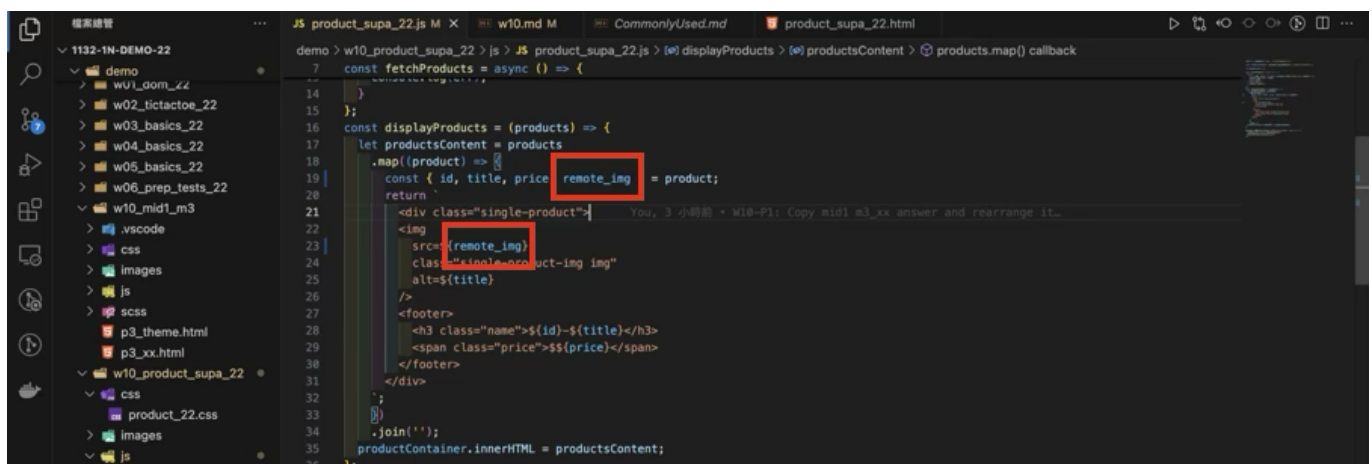 檔案總管 ...
1132-1N-DEMO-22
demo
w01_dom_22
w02_tictactoe_22
w03_basics_22
w04_basics_22
w05_basics_22
w06_prep_tests_22
w10_mid1_m3
.vscode
css
images
js
scss
p3_theme.html
p3_xx.html
w10_product_supa_22
css
product_22.css
images
js
7
JS product_supa_22.js M × w10.md M CommonlyUsed.md product_supa_22.html
demo > w10_product_supa_22 > js > JS product_supa_22.js > displayProducts > productsContent > products.map() callback
7 const fetchProducts = async () => {
14 }
15 };
16 const displayProducts = (products) => {
17 let productsContent = products
18 .map((product) => {
19 const { id, title, price remote_img = product;
20 return `
21 <div class="single-product"> You, 3 小時前 • W10-P1: Copy mid1 m3_xx answer and rearrange it…
22 <img
23 src=${remote_img}
24 class="single-product-img img"
25 alt=${title}
26 />
27 <footer>
28 <h3 class="name">${id}-${title}</h3>
29 <span class="price">$${price}</span>
30 </footer>
31 </div>
32 `;
33 })
34 .join('');
35 productContainer.innerHTML = productsContent;